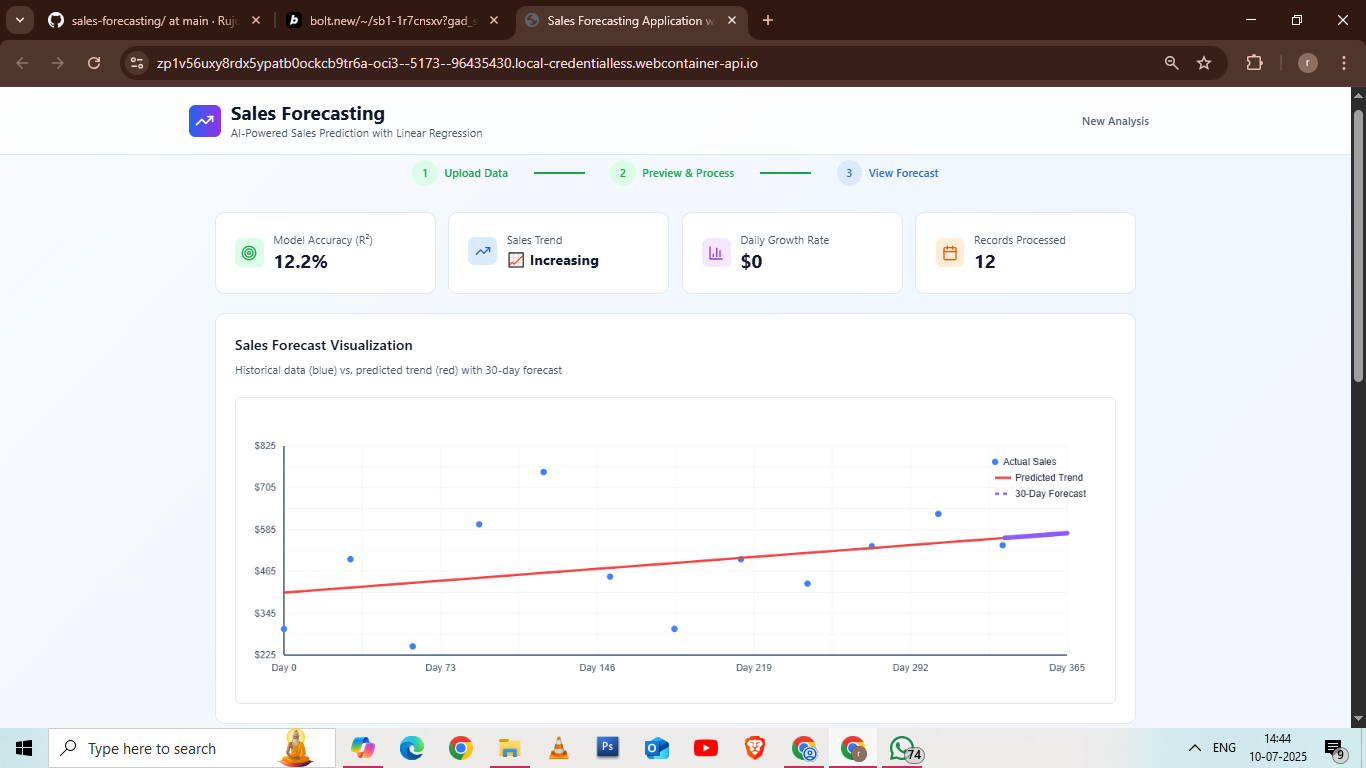 sales-forecasting/ at main · Ruju
bolt.new/~/sb1-1r7cnsxv?gad_s
Sales Forecasting Application w
zp1v56uxy8rdx5ypatb0ockcb9tr6a-oci3--5173--96435430.local-credentialless.webcontainer-api.io
r
Sales Forecasting
AI-Powered Sales Prediction with Linear Regression
New Analysis
1 Upload Data
2 Preview & Process
3 View Forecast
Model Accuracy (R²)
12.2%
Sales Trend
📈 Increasing
Daily Growth Rate
$0
Records Processed
12
Sales Forecast Visualization
Historical data (blue) vs. predicted trend (red) with 30-day forecast
Actual Sales
Predicted Trend
30-Day Forecast
$825
$705
$585
$465
$345
$225
Day 0 Day 73 Day 146 Day 219 Day 292 Day 365
Type here to search
Ps
r
74
ENG
14:44
10-07-2025
9